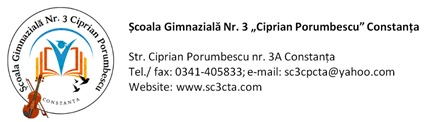 Școala Gimnazială Nr. 3 Ciprian Porumbescu
CONSTANȚA
Școala Gimnazială Nr. 3 „Ciprian Porumbescu” Constanța
Str. Ciprian Porumbescu nr. 3A Constanța
Tel./ fax: 0341-405833; e-mail: sc3cpcta@yahoo.com
Website: www.sc3cta.com